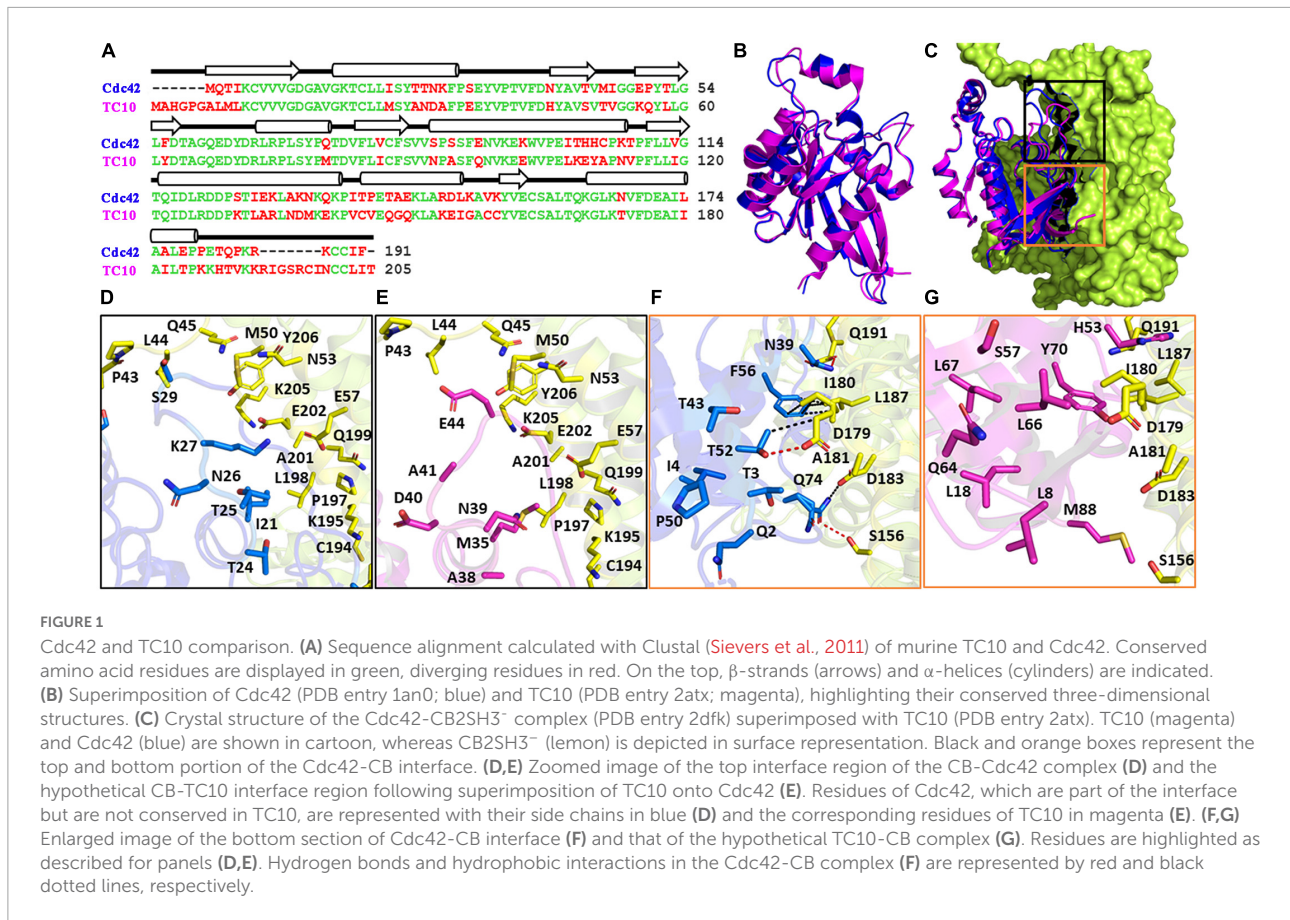 A
B
C
Cdc42 ------MQTIKCVVVGDGAVGKTCLLISYTTNKFPSEYVPTVFDNYAVTVMIGGEPYTLG 54
TC10 MAHGPGALMLKCVVVGDGAVGKTCLLMSYANDAFPEEYVPTVFDHYAVSVTVGGKQYLLG 60
Cdc42 LFDTAGQEDYDRLRPLSYPQTDVFLVCFSVVSPSSFENVKEKWVPEITHHCPKTPFLLVG 114
TC10 LYDTAGQEDYDRLRPLSYPMTDVFLICFSVVNPASFQNVKEEWVPELKEYAPNVPFLLIG 120
Cdc42 TQIDLRDDPSTIEKLAKNKQKPITPETAEKLARDLKAVKYVECSALTQKGLKNVFDEAIL 174
TC10 TQIDLRDDPKTLARLNDMKEKPVCVEQGQKLAKEIGACCYVECSALTQKGLKTVFDEAII 180
Cdc42 AALEPPETQPKR---------KCCIF- 191
TC10 AILTPKKHTVKKRIGSRCINCCLIT 205
D
E
F
G
P43
L44
Q45
M50
Y206
N53
S29
K205
E57
E202
K27
Q199
A201
N26
L198
P197
T25
I21
K195
T24
C194
L44
Q45
P43
M50
N53
Y206
K205
E44
E202
E57
A41
A201
Q199
D40
N39
L198
P197
M35
K195
A38
C194
Q191
N39
F56
I180
L187
T43
D179
T52
A181
I4
T3
Q74
D183
P50
Q2
S156
H53
Q191
S57
Y70
L187
L67
I180
L66
D179
Q64
A181
L18
L8
D183
M88
S156
FIGURE 1
Cdc42 and TC10 comparison. (A) Sequence alignment calculated with Clustal (Sievers et al., 2011) of murine TC10 and Cdc42. Conserved
amino acid residues are displayed in green, diverging residues in red. On the top, β-strands (arrows) and α-helices (cylinders) are indicated.
(B) Superimposition of Cdc42 (PDB entry 1an0; blue) and TC10 (PDB entry 2atx; magenta), highlighting their conserved three-dimensional
structures. (C) Crystal structure of the Cdc42-CB2SH3⁻ complex (PDB entry 2dfk) superimposed with TC10 (PDB entry 2atx). TC10 (magenta)
and Cdc42 (blue) are shown in cartoon, whereas CB2SH3⁻ (lemon) is depicted in surface representation. Black and orange boxes represent the
top and bottom portion of the Cdc42-CB interface. (D,E) Zoomed image of the top interface region of the CB-Cdc42 complex (D) and the
hypothetical CB-TC10 interface region following superimposition of TC10 onto Cdc42 (E). Residues of Cdc42, which are part of the interface
but are not conserved in TC10, are represented with their side chains in blue (D) and the corresponding residues of TC10 in magenta (E). (F,G)
Enlarged image of the bottom section of Cdc42-CB interface (F) and that of the hypothetical TC10-CB complex (G). Residues are highlighted as
described for panels (D,E). Hydrogen bonds and hydrophobic interactions in the Cdc42-CB complex (F) are represented by red and black
dotted lines, respectively.